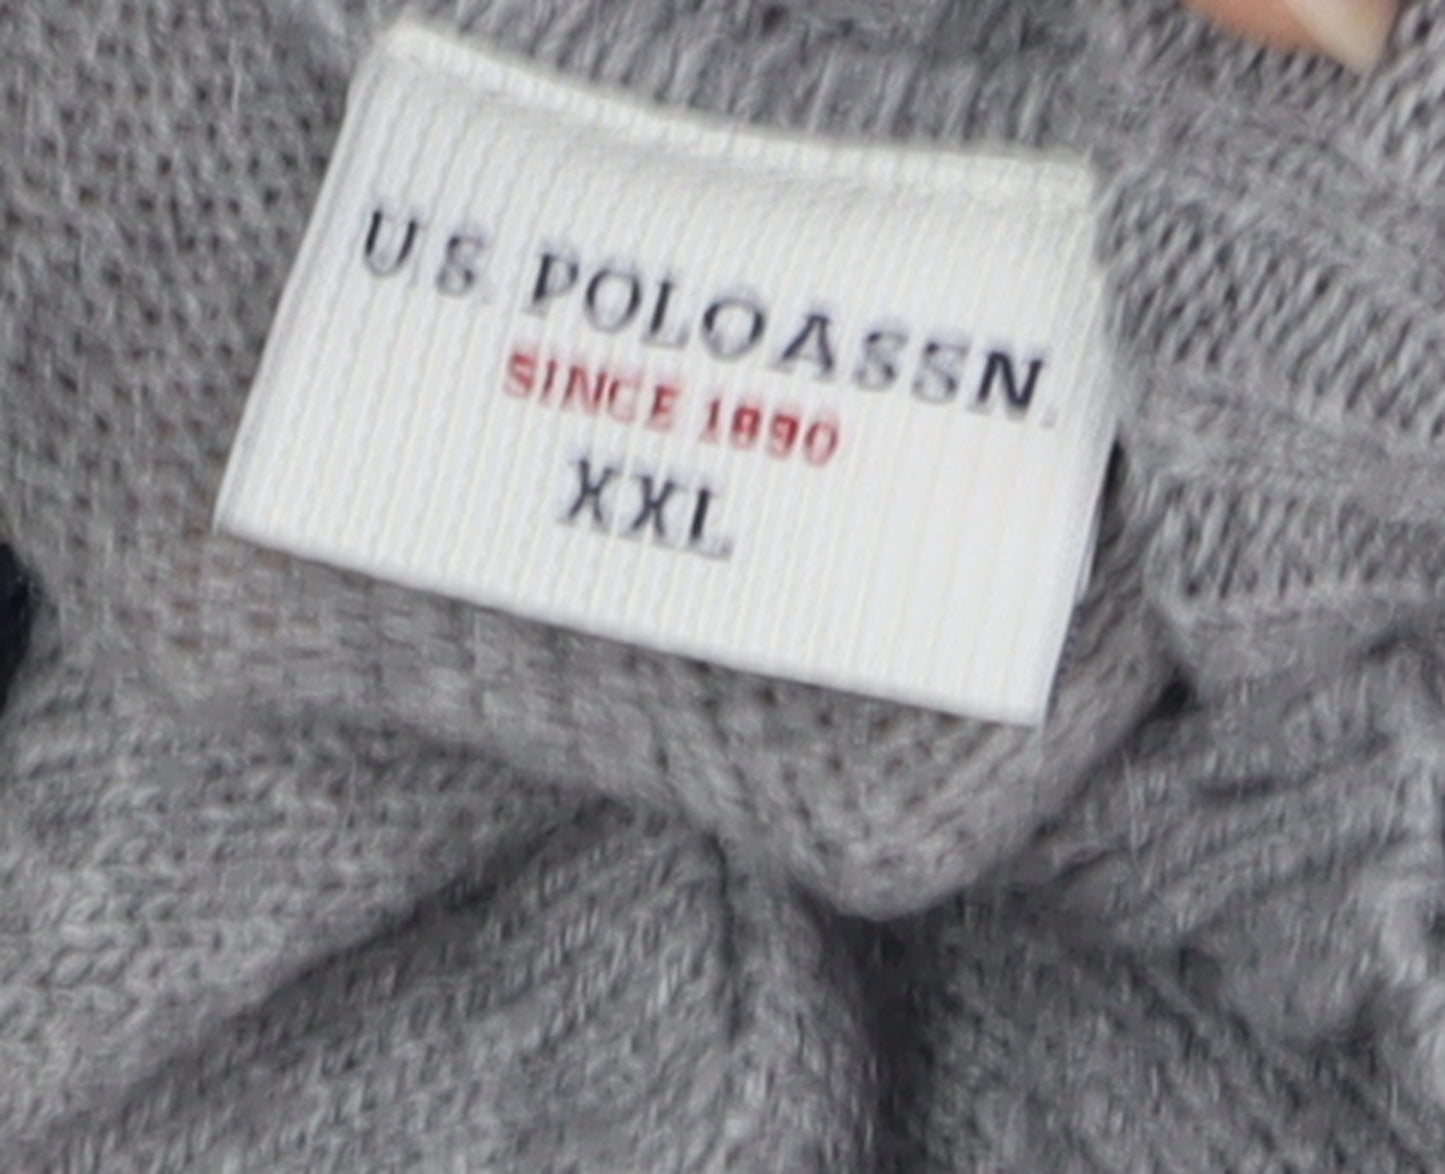 U.S. POLO ASSN.
SINCE 1890
XXL